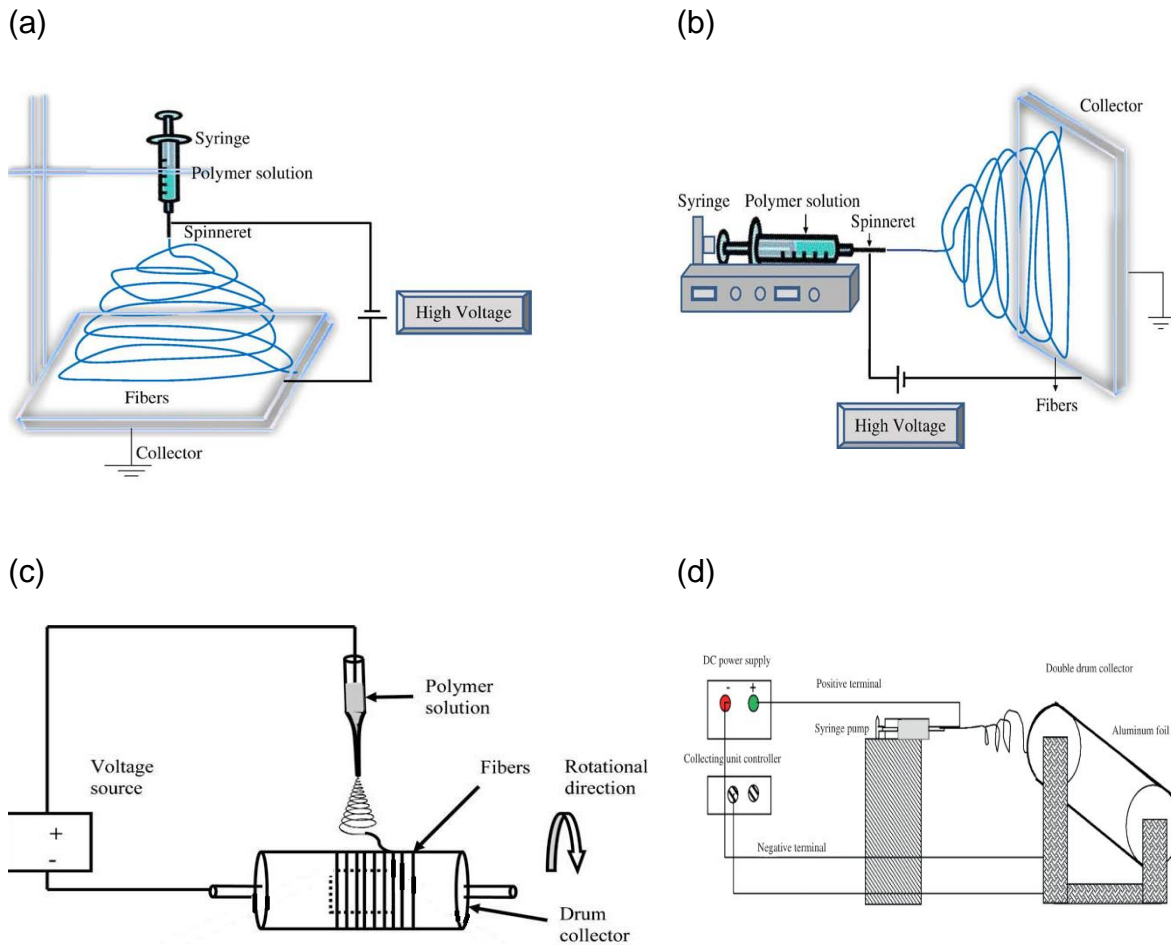 (a)
Syringe
Polymer solution
Spinneret
High Voltage
Fibers
Collector
(b)
Collector
Syringe
Polymer solution
Spinneret
Fibers
High Voltage
(c)
Polymer
solution
Voltage
source
Fibers
Rotational
direction
+
-
Drum
collector
(d)
DC power supply
- +
Positive terminal
Double drum collector
Syringe pump
Aluminum foil
Collecting unit controller
Negative terminal